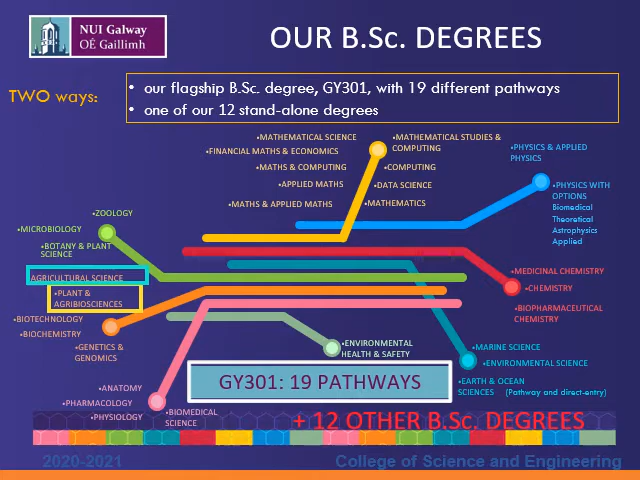 NUI Galway
OÉ Gaillimh
OUR B.Sc. DEGREES
TWO ways:
• our flagship B.Sc. degree, GY301, with 19 different pathways
• one of our 12 stand-alone degrees
•MATHEMATICAL SCIENCE
•FINANCIAL MATHS & ECONOMICS
•MATHS & COMPUTING
•APPLIED MATHS
•MATHS & APPLIED MATHS
•MATHEMATICAL STUDIES &
COMPUTING
•COMPUTING
•DATA SCIENCE
•MATHEMATICS
•PHYSICS & APPLIED
PHYSICS
•PHYSICS WITH
OPTIONS
Biomedical
Theoretical
Astrophysics
Applied
•ZOOLOGY
•MICROBIOLOGY
•BOTANY & PLANT
SCIENCE
AGRICULTURAL SCIENCE
•PLANT &
AGRIBIOSCIENCES
•BIOTECHNOLOGY
•BIOCHEMISTRY
•GENETICS &
GENOMICS
•MEDICINAL CHEMISTRY
•CHEMISTRY
•BIOPHARMACEUTICAL
CHEMISTRY
•ENVIRONMENTAL
HEALTH & SAFETY
•MARINE SCIENCE
•ENVIRONMENTAL SCIENCE
•EARTH & OCEAN
SCIENCES (Pathway and direct-entry)
•ANATOMY
•PHARMACOLOGY
•PHYSIOLOGY
•BIOMEDICAL
SCIENCE
GY301: 19 PATHWAYS
+ 12 OTHER B.Sc. DEGREES
2020-2021
College of Science and Engineering